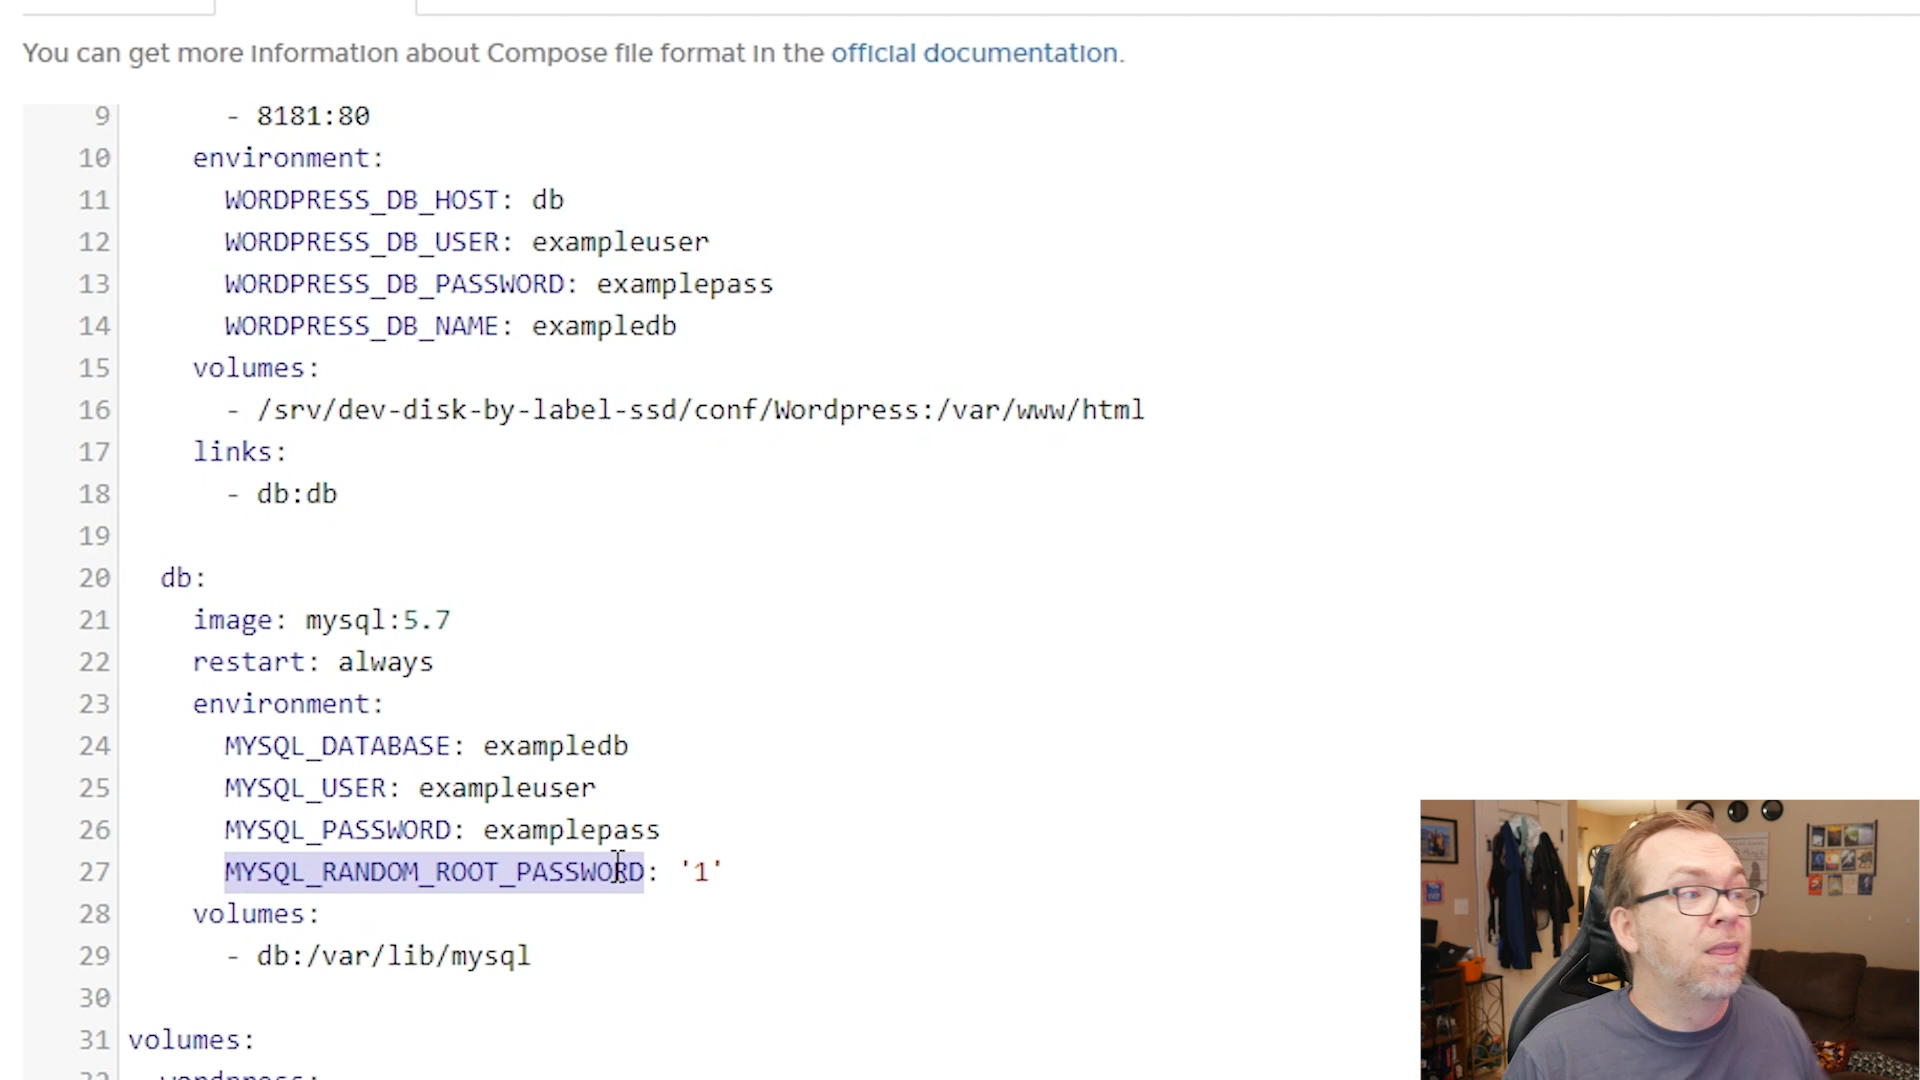 You can get more information about Compose file format in the official documentation.
9 - 8181:80
10 environment:
11 WORDPRESS_DB_HOST: db
12 WORDPRESS_DB_USER: exampleuser
13 WORDPRESS_DB_PASSWORD: examplepass
14 WORDPRESS_DB_NAME: exampledb
15 volumes:
16 - /srv/dev-disk-by-label-ssd/conf/Wordpress:/var/www/html
17 links:
18 - db:db
19
20 db:
21 image: mysql:5.7
22 restart: always
23 environment:
24 MYSQL_DATABASE: exampledb
25 MYSQL_USER: exampleuser
26 MYSQL_PASSWORD: examplepass
27 MYSQL_RANDOM_ROOT_PASSWORD: '1'
28 volumes:
29 - db:/var/lib/mysql
30
31 volumes:
32 wordpress: